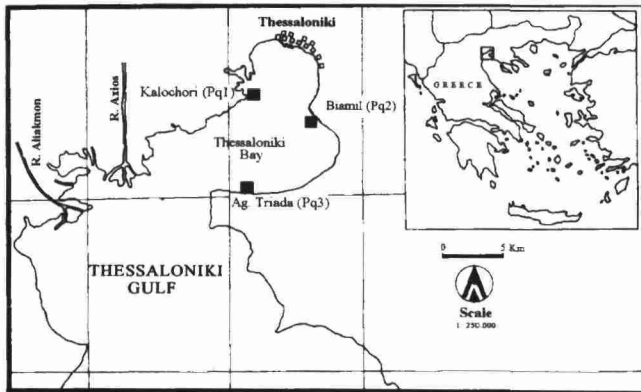 Thessaloniki
Kalochori (Pq1)
R. Axios
R. Aliakmon
Biamil (Pq2)
Thessaloniki
Bay
Ag. Triada (Pq3)
THESSALONIKI
GULF
GREECE
0 5 Km
Scale
1 250.000